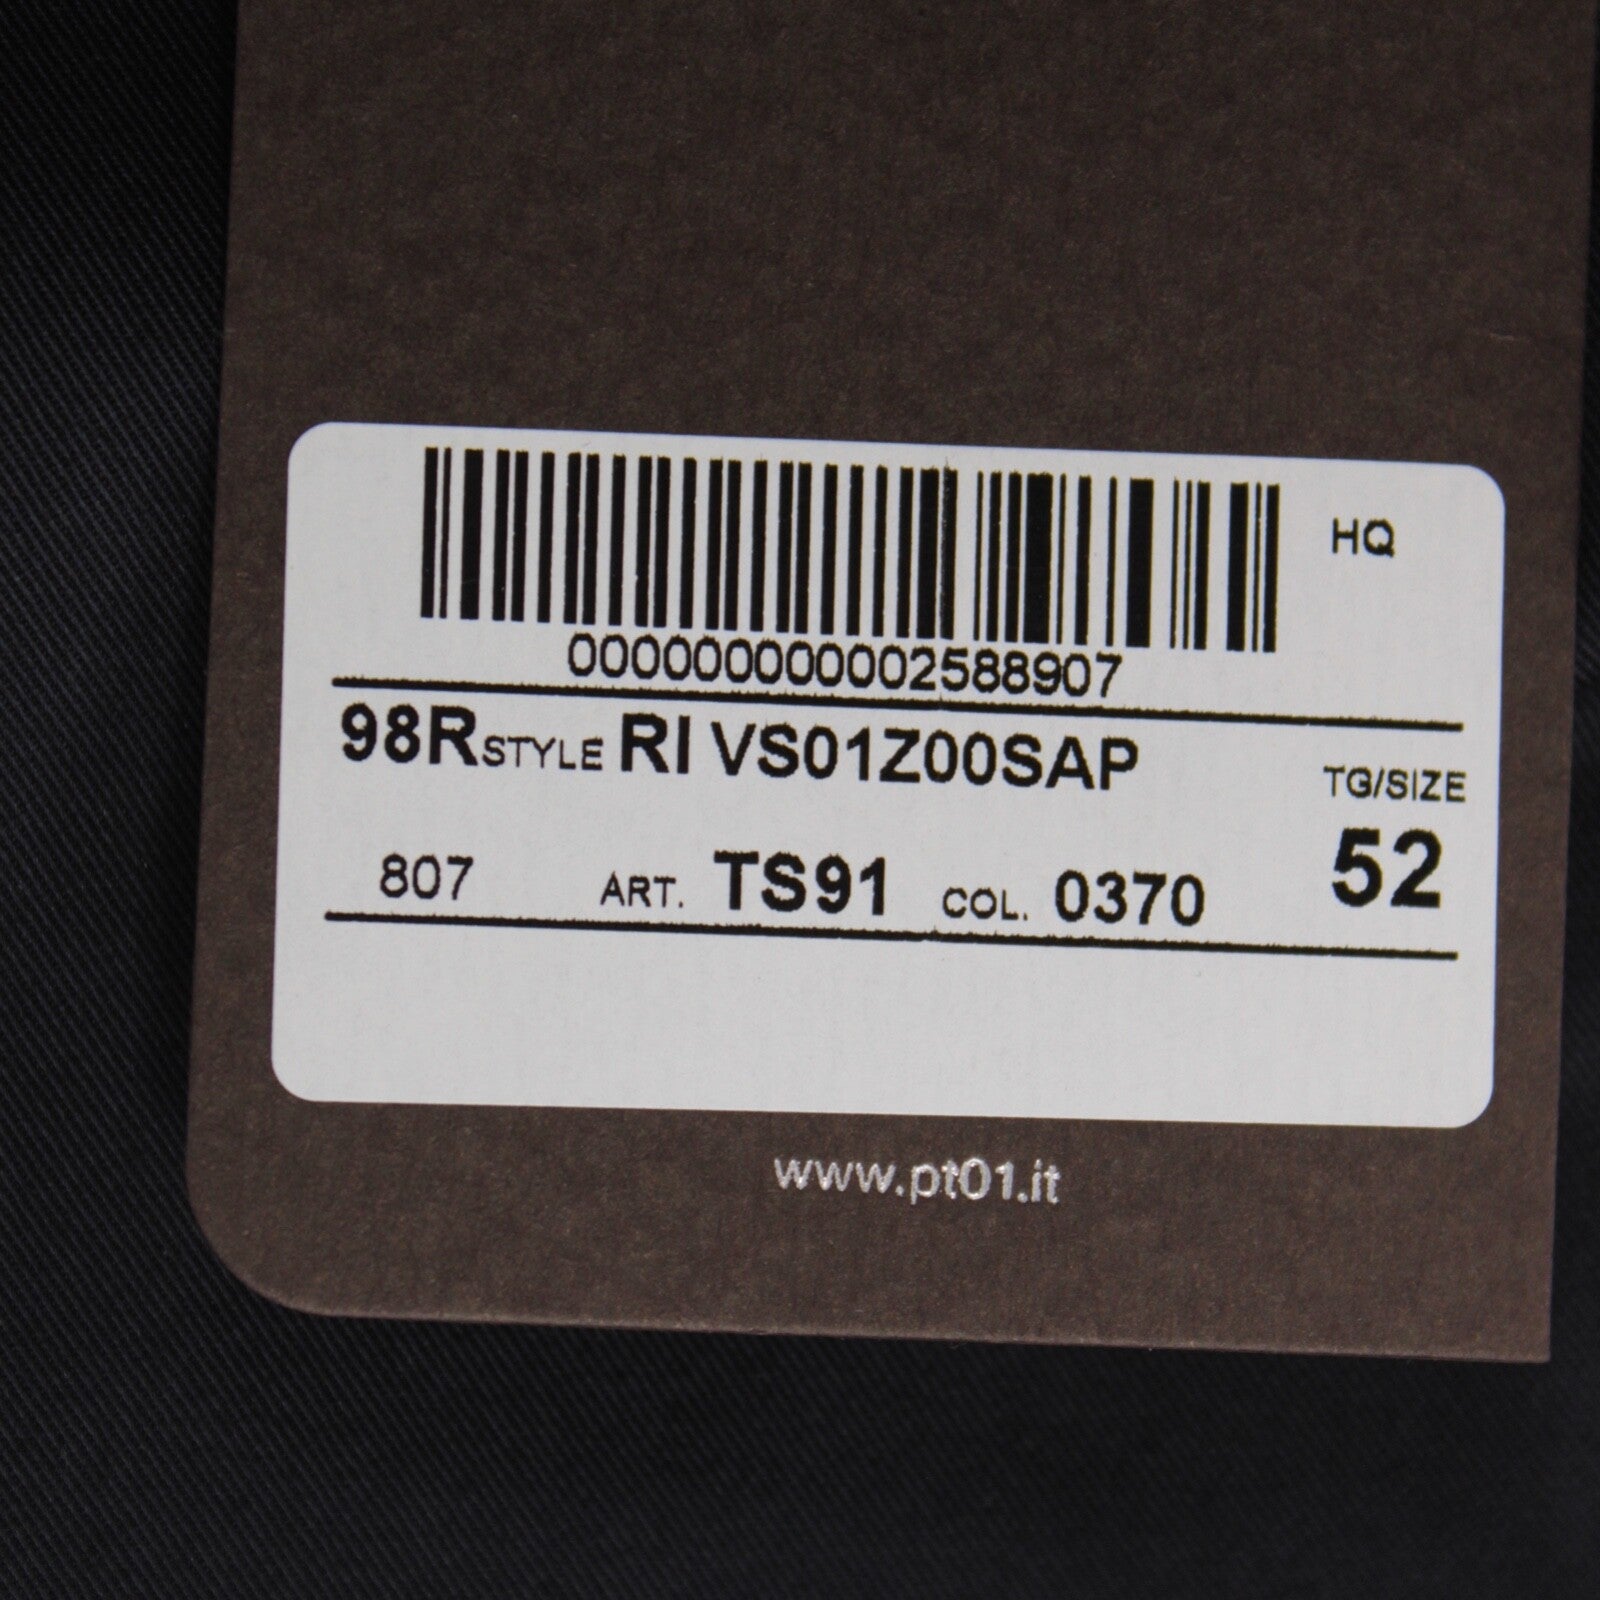 HQ
000000000002588907
98R STYLE RI VS01Z00SAP
TG/SIZE
807 ART. TS91 COL. 0370 52
www.pt01.it